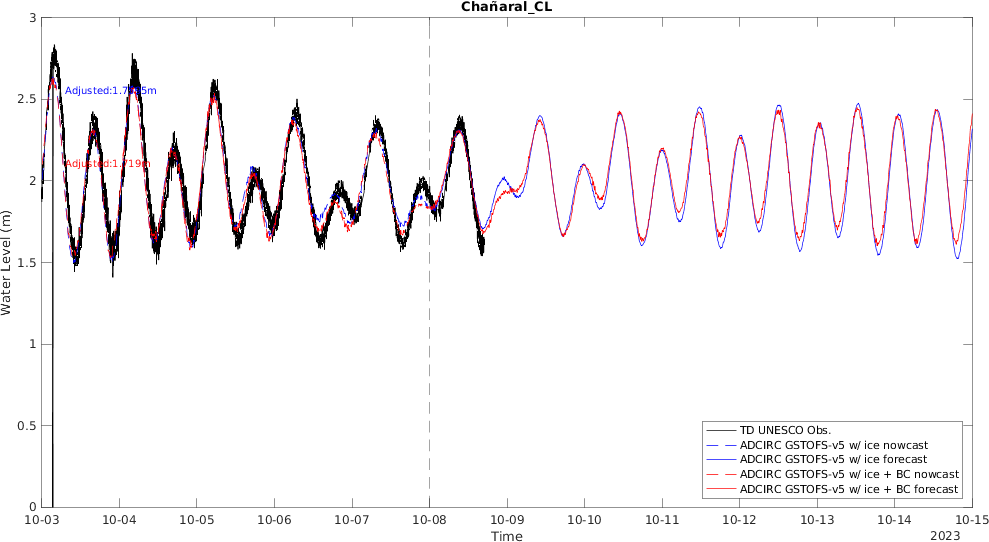 Chañaral_CL
3
2.5
2
1.5
1
0.5
0
Water Level (m)
Adjusted:1.719m
10-03
10-04
10-05
10-06
10-07
10-08
10-09
10-10
10-11
10-12
10-13
10-14
10-15
Time
2023
TD UNESCO Obs.
ADCIRC GSTOFS-v5 w/ ice nowcast
ADCIRC GSTOFS-v5 w/ ice forecast
ADCIRC GSTOFS-v5 w/ ice + BC nowcast
ADCIRC GSTOFS-v5 w/ ice + BC forecast